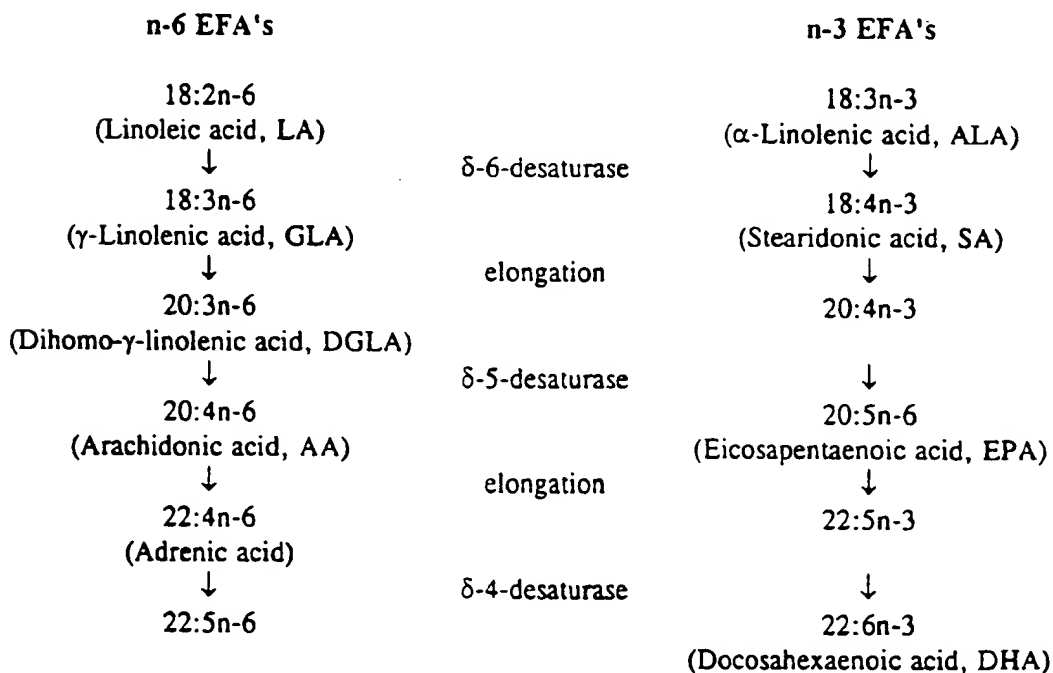 n-6 EFA's n-3 EFA's
18:2n-6 18:3n-3
(Linoleic acid, LA) (α-Linolenic acid, ALA)
↓ δ-6-desaturase ↓
18:3n-6 18:4n-3
(γ-Linolenic acid, GLA) (Stearidonic acid, SA)
↓ elongation ↓
20:3n-6 20:4n-3
(Dihomo-γ-linolenic acid, DGLA)
↓ δ-5-desaturase ↓
20:4n-6 20:5n-6
(Arachidonic acid, AA) (Eicosapentaenoic acid, EPA)
↓ elongation ↓
22:4n-6 22:5n-3
(Adrenic acid)
↓ δ-4-desaturase ↓
22:5n-6 22:6n-3
(Docosahexaenoic acid, DHA)